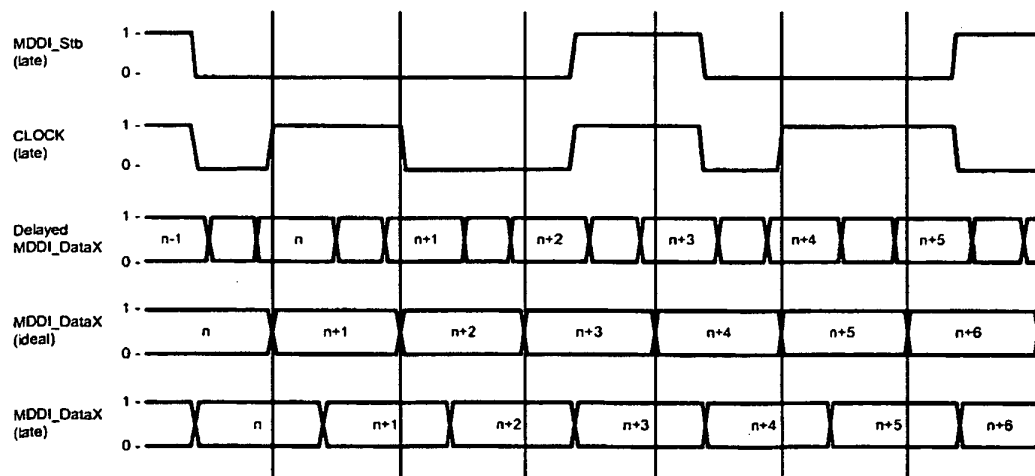 MDDI_Stb
(late)
1 -
0 -
CLOCK
(late)
1 -
0 -
Delayed
MDDI_DataX
1 -
0 -
n-1 n n+1 n+2 n+3 n+4 n+5
MDDI_DataX
(ideal)
1 -
0 -
n n+1 n+2 n+3 n+4 n+5 n+6
MDDI_DataX
(late)
1 -
0 -
n n+1 n+2 n+3 n+4 n+5 n+6